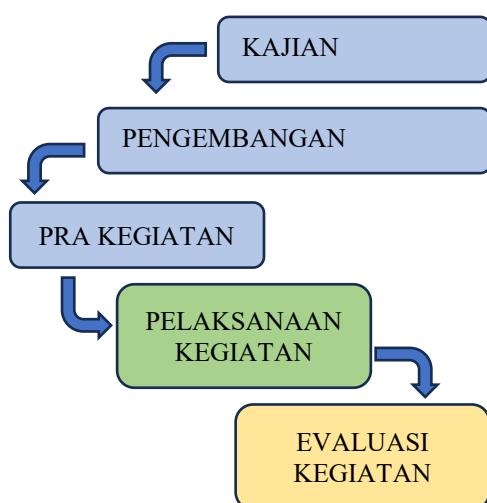 KAJIAN
PENGEMBANGAN
PRA KEGIATAN
PELAKSANAAN
KEGIATAN
EVALUASI
KEGIATAN